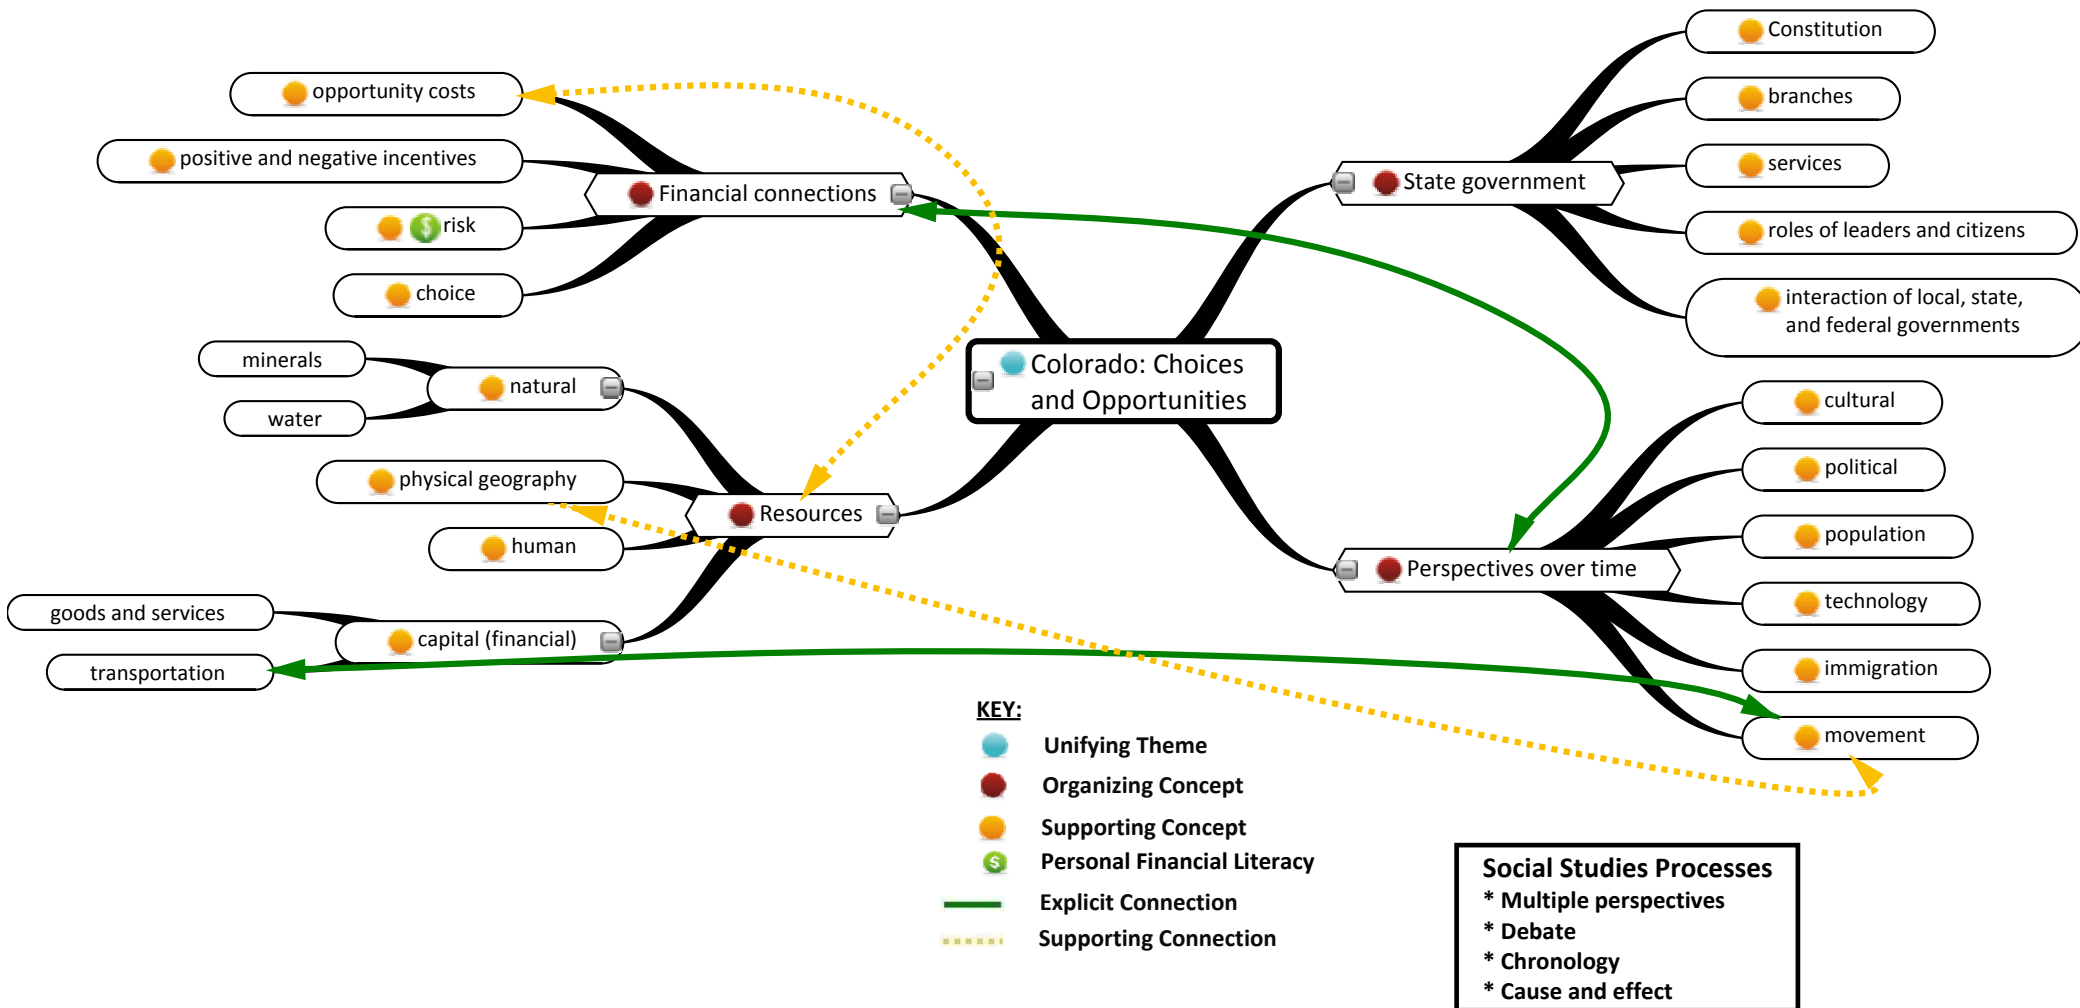 opportunity costs
positive and negative incentives
$ risk
choice
Financial connections
minerals
water
natural
physical geography
human
goods and services
transportation
capital (financial)
Resources
Colorado: Choices
and Opportunities
State government
Constitution
branches
services
roles of leaders and citizens
interaction of local, state,
and federal governments
Perspectives over time
cultural
political
population
technology
immigration
movement
KEY:
Unifying Theme
Organizing Concept
Supporting Concept
$ Personal Financial Literacy
Explicit Connection
Supporting Connection
Social Studies Processes
* Multiple perspectives
* Debate
* Chronology
* Cause and effect